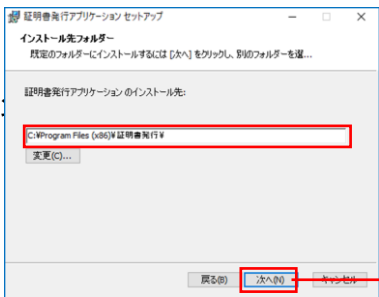 証明書発行アプリケーション セットアップ
インストール先フォルダー
既定のフォルダーにインストールするには [次へ] をクリックし、別のフォルダーを選...
証明書発行アプリケーション のインストール先:
C:¥Program Files (x86)¥証明書発行¥
変更(C)...
戻る(B) 次へ(N) キャンセル